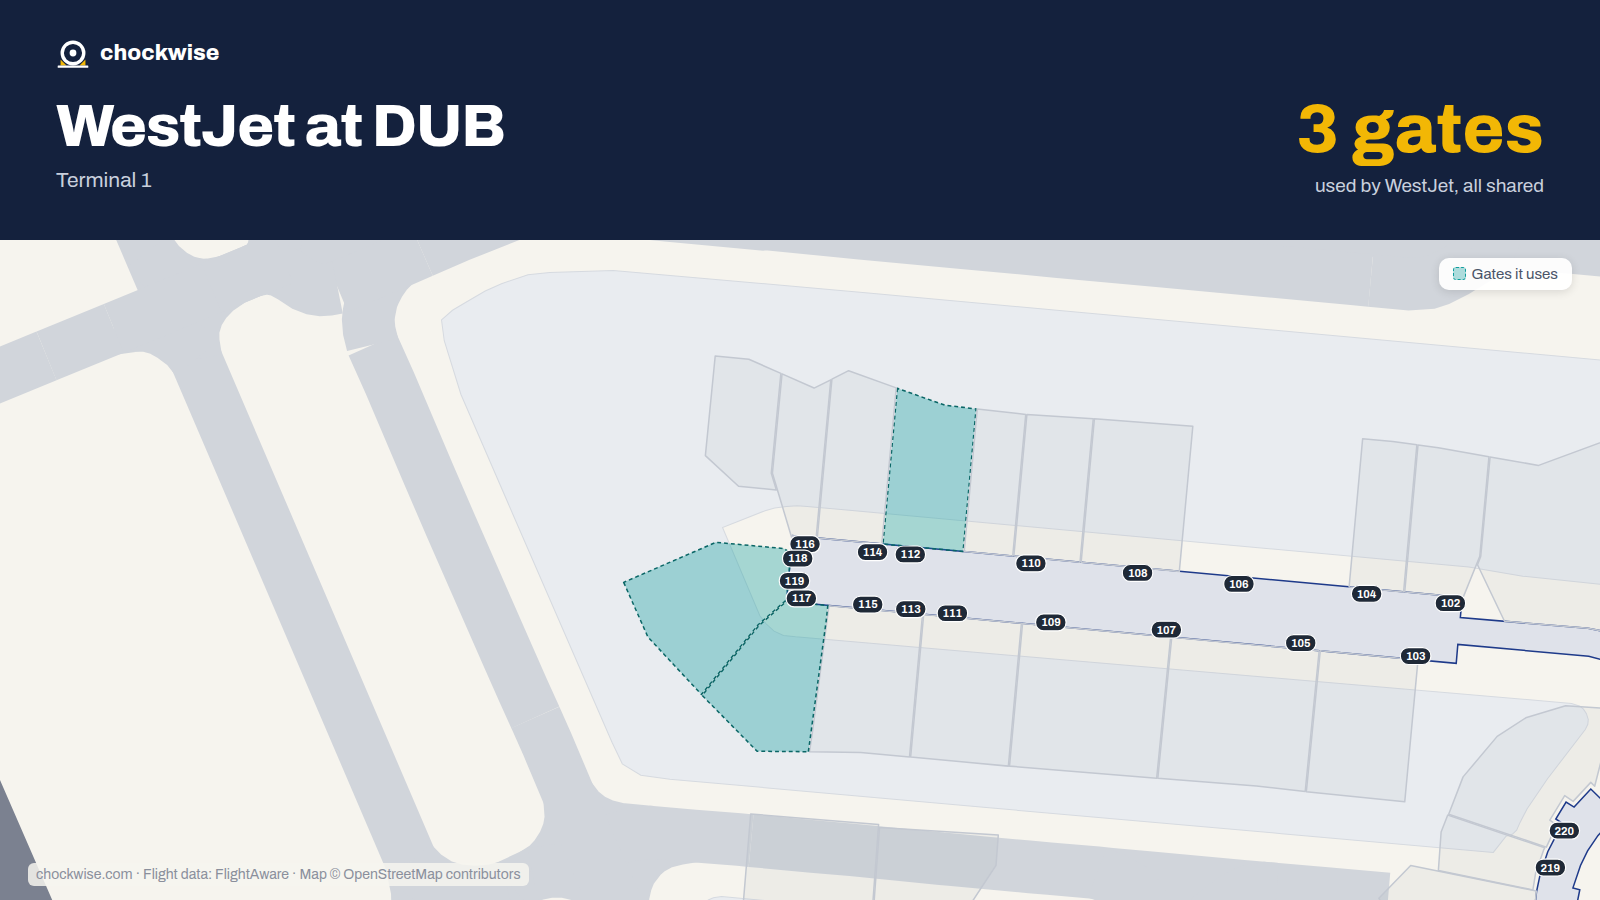 chockwise
WestJet at DUB
Terminal 1
3 gates
used by WestJet, all shared
Gates it uses
116
118
114
112
110
108
106
104
102
119
117
115
113
111
109
107
105
103
220
219
chockwise.com · Flight data: FlightAware · Map © OpenStreetMap contributors